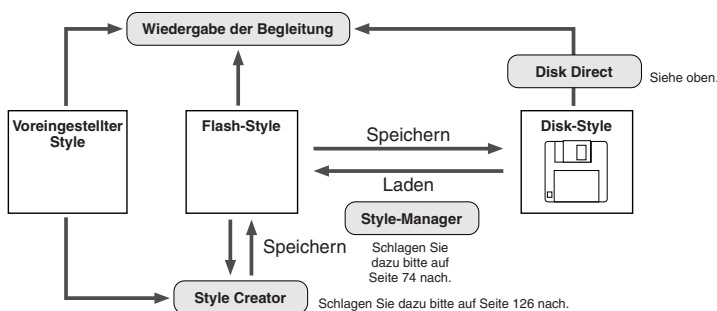 Wiedergabe der Begleitung
Disk Direct
Siehe oben.
Voreingestellter
Style
Flash-Style
Speichern
Disk-Style
Laden
Style-Manager
Speichern
Schlagen Sie
dazu bitte auf
Seite 74 nach.
Style Creator
Schlagen Sie dazu bitte auf Seite 126 nach.